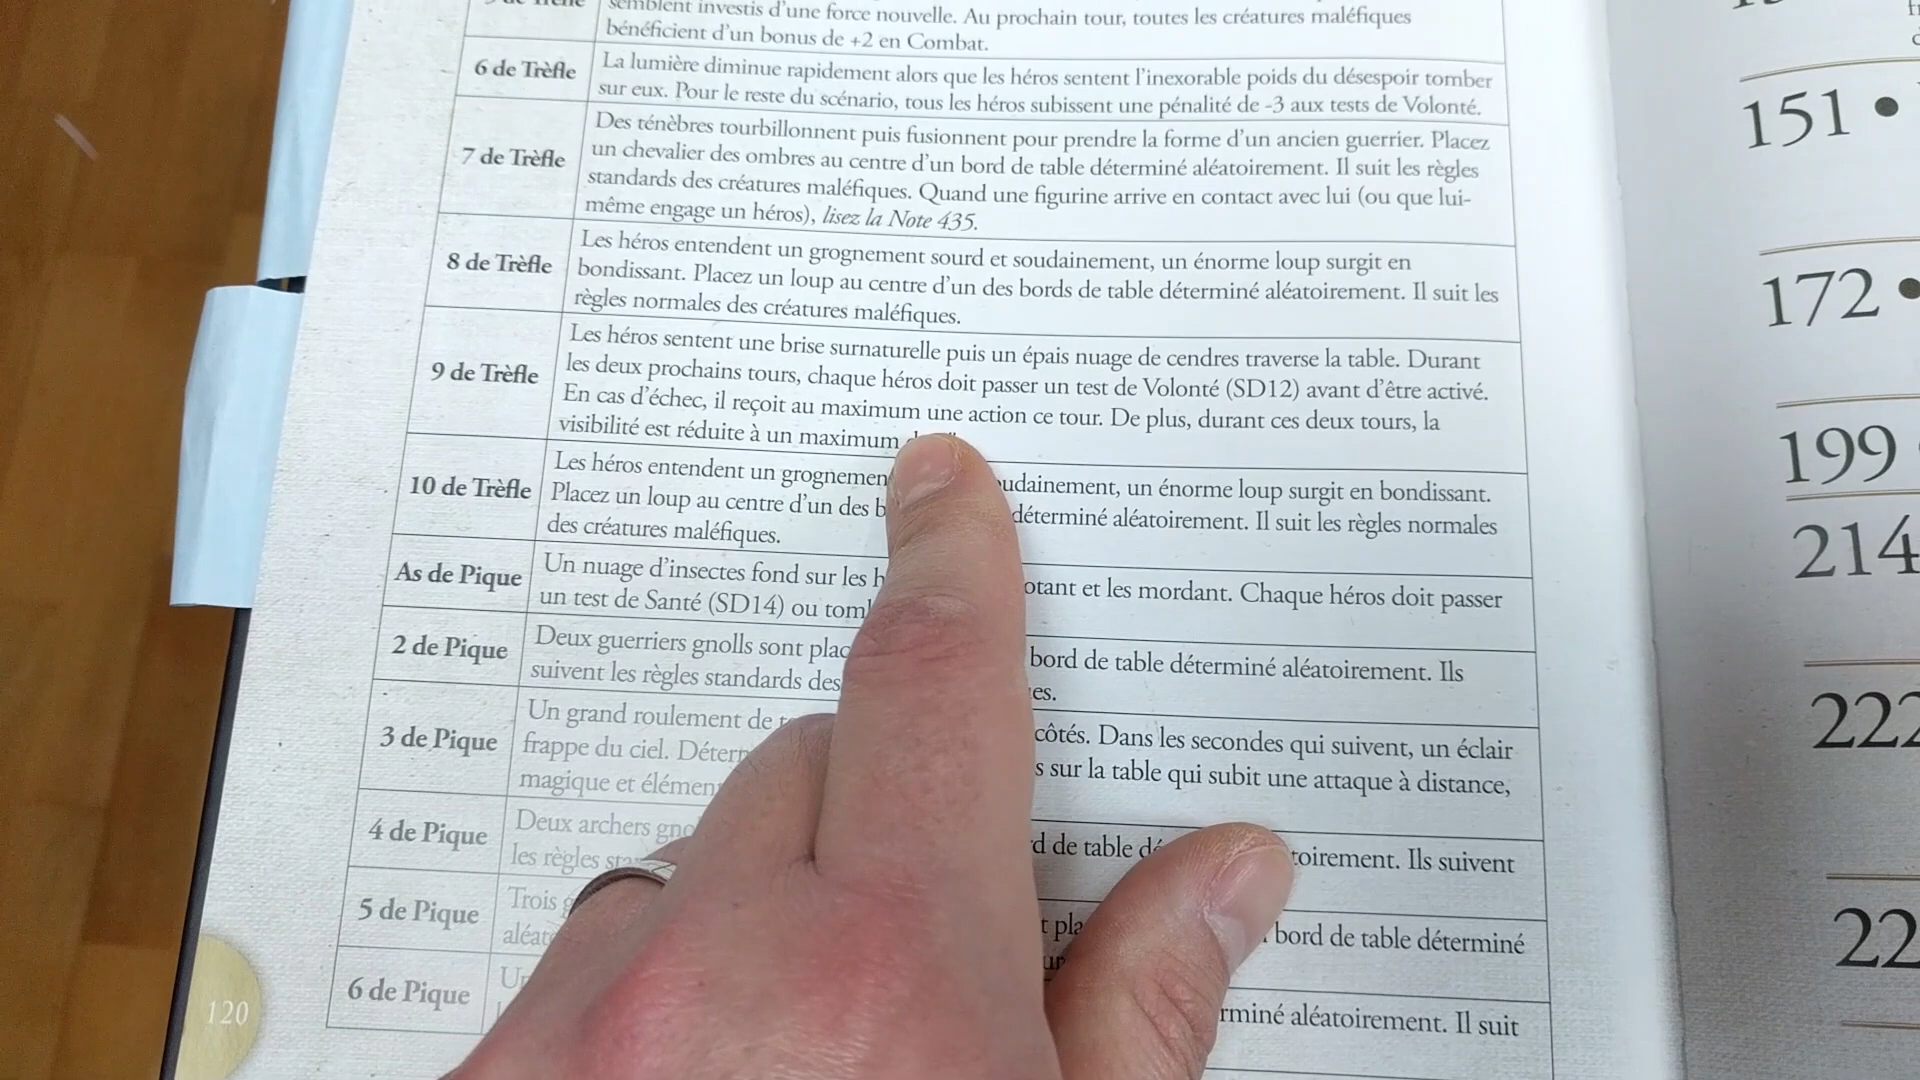 semblent investis d'une force nouvelle. Au prochain tour, toutes les créatures maléfiques
bénéficient d'un bonus de +2 en Combat.
6 de Trèfle
La lumière diminue rapidement alors que les héros sentent l'inexorable poids du désespoir tomber
sur eux. Pour le reste du scénario, tous les héros subissent une pénalité de -3 aux tests de Volonté.
7 de Trèfle
Des ténèbres tourbillonnent puis fusionnent pour prendre la forme d'un ancien guerrier. Placez
un chevalier des ombres au centre d'un bord de table déterminé aléatoirement. Il suit les règles
standards des créatures maléfiques. Quand une figurine arrive en contact avec lui (ou que lui-
même engage un héros), lisez la Note 435.
8 de Trèfle
Les héros entendent un grognement sourd et soudainement, un énorme loup surgit en
bondissant. Placez un loup au centre d'un des bords de table déterminé aléatoirement. Il suit les
règles normales des créatures maléfiques.
9 de Trèfle
Les héros sentent une brise surnaturelle puis un épais nuage de cendres traverse la table. Durant
les deux prochains tours, chaque héros doit passer un test de Volonté (SD12) avant d'être activé.
En cas d'échec, il reçoit au maximum une action ce tour. De plus, durant ces deux tours, la
visibilité est réduite à un maximum
10 de Trèfle
Les héros entendent un un énorme loup surgit en bondissant.
Placez un loup au centre d'un des déterminé aléatoirement. Il suit les règles normales
des créatures maléfiques.
As de Pique
Un nuage d'insectes fond sur les et les mordant. Chaque héros doit passer
un test de Santé (SD14) ou
2 de Pique
Deux guerriers gnolls sont bord de table déterminé aléatoirement. Ils
suivent les règles standards des
3 de Pique
Un grand roulement de côtés. Dans les secondes qui suivent, un éclair
frappe du ciel. sur la table qui subit une attaque à distance,
magique et
4 de Pique
Deux archers de table Ils suivent
les règles
5 de Pique
Trois bord de table déterminé
6 de Pique
aléatoirement. Il suit
120
151 •
172 •
199
214